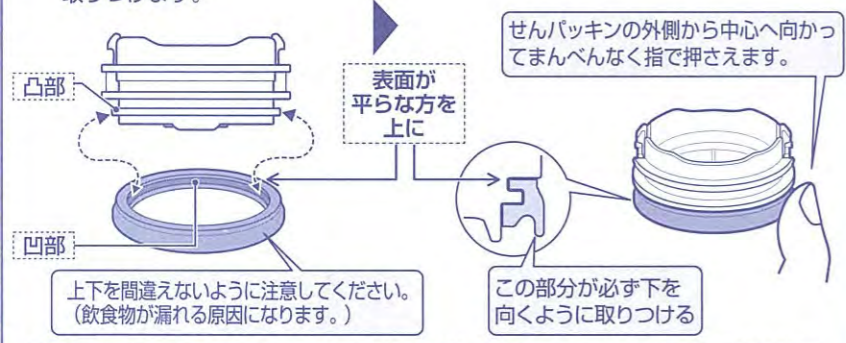 取りつけます。
凸部
凹部
上下を間違えないように注意してください。
(飲食物が漏れる原因になります。)
表面が
平らな方を
上に
せんパッキンの外側から中心へ向かっ
てまんべんなく指で押さえます。
この部分が必ず下を
向くように取りつける